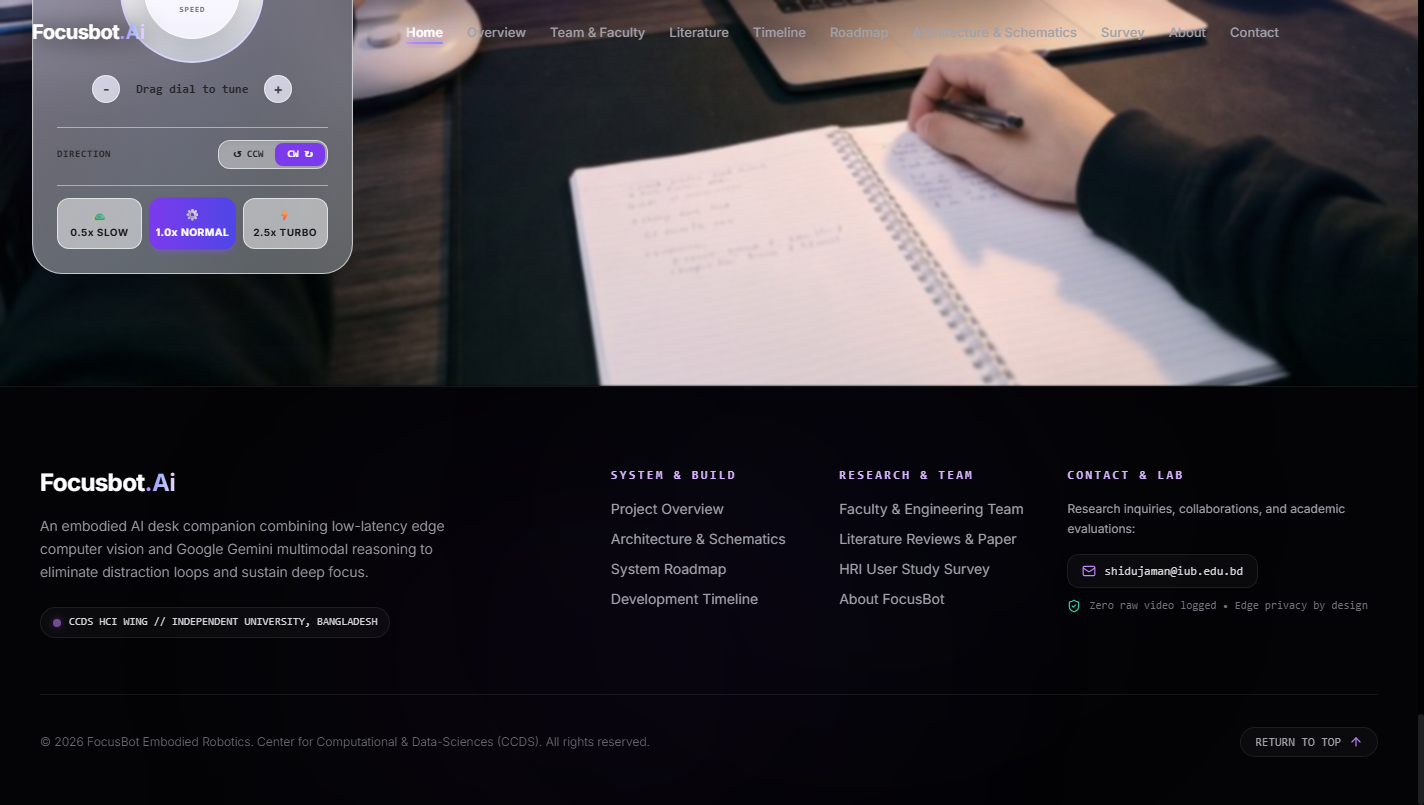 SPEED
Focusbot.Ai
Home Overview Team & Faculty Literature Timeline Roadmap Architecture & Schematics Survey About Contact
- Drag dial to tune +
DIRECTION ↺ CCW CW ↻
0.5x SLOW 1.0x NORMAL 2.5x TURBO
Focusbot.Ai
An embodied AI desk companion combining low-latency edge
computer vision and Google Gemini multimodal reasoning to
eliminate distraction loops and sustain deep focus.
CCDS HCI WING // INDEPENDENT UNIVERSITY, BANGLADESH
SYSTEM & BUILD
Project Overview
Architecture & Schematics
System Roadmap
Development Timeline
RESEARCH & TEAM
Faculty & Engineering Team
Literature Reviews & Paper
HRI User Study Survey
About FocusBot
CONTACT & LAB
Research inquiries, collaborations, and academic
evaluations:
shidujaman@iub.edu.bd
Zero raw video logged • Edge privacy by design
© 2026 FocusBot Embodied Robotics. Center for Computational & Data-Sciences (CCDS). All rights reserved.
RETURN TO TOP ↑